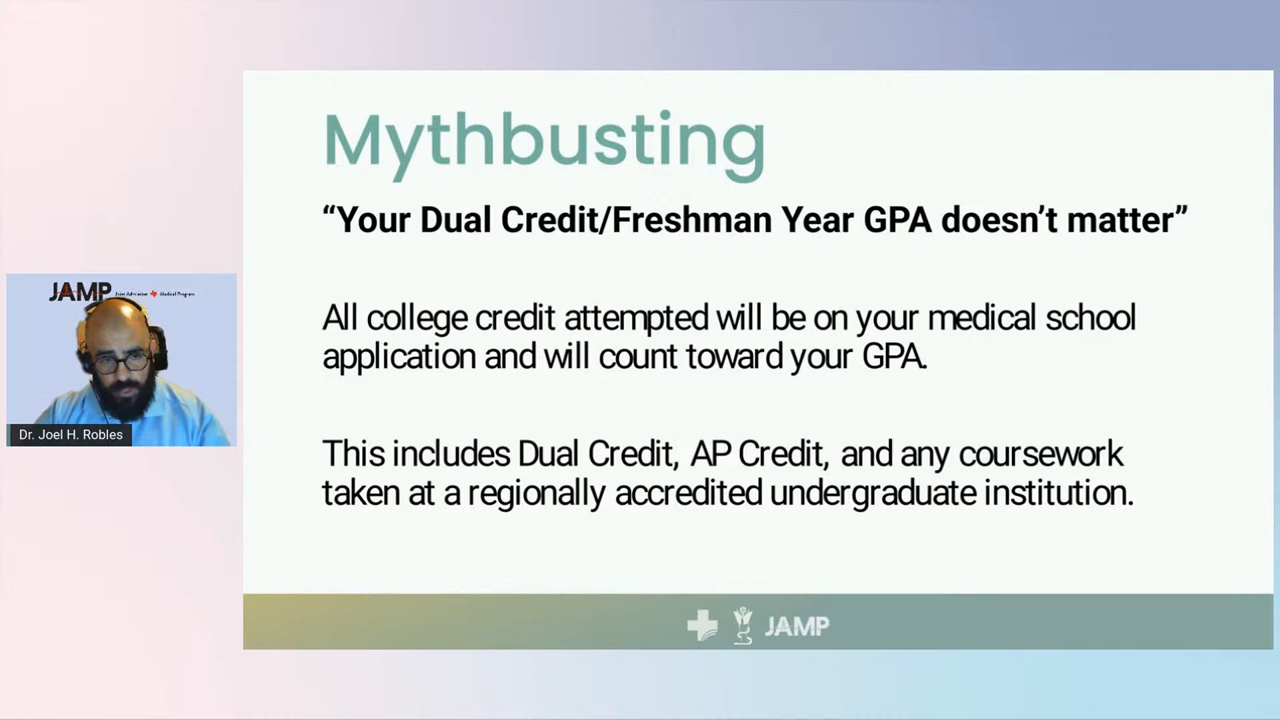 Mythbusting
“Your Dual Credit/Freshman Year GPA doesn’t matter”
All college credit attempted will be on your medical school
application and will count toward your GPA.
This includes Dual Credit, AP Credit, and any coursework
taken at a regionally accredited undergraduate institution.
JAMP Joint Admission Medical Program
Dr. Joel H. Robles
JAMP